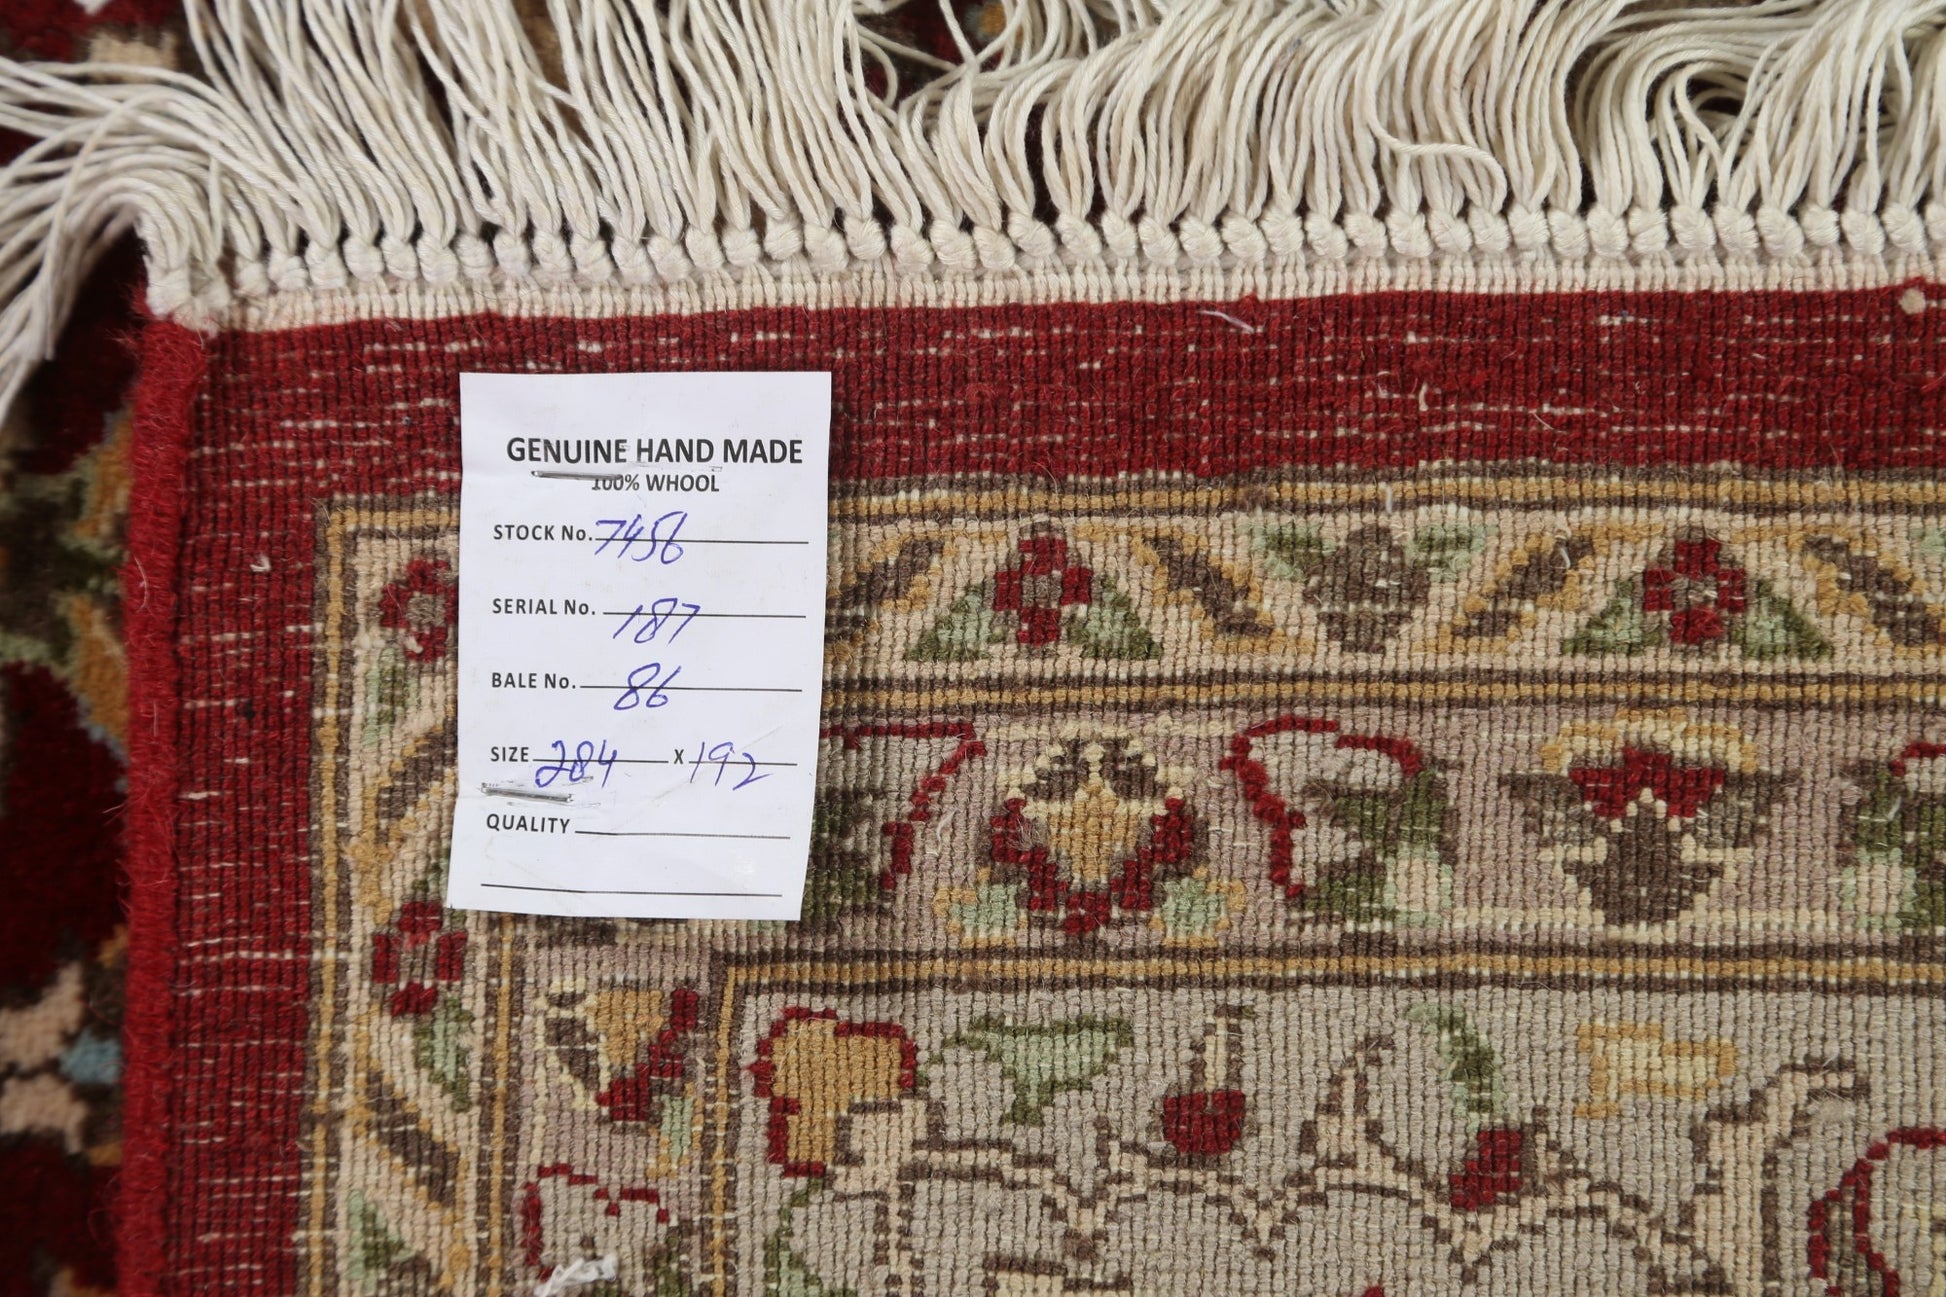 GENUINE HAND MADE
100% WHOOL
STOCK No. 7456
SERIAL No. 187
BALE No. 86
SIZE 284 X 192
QUALITY